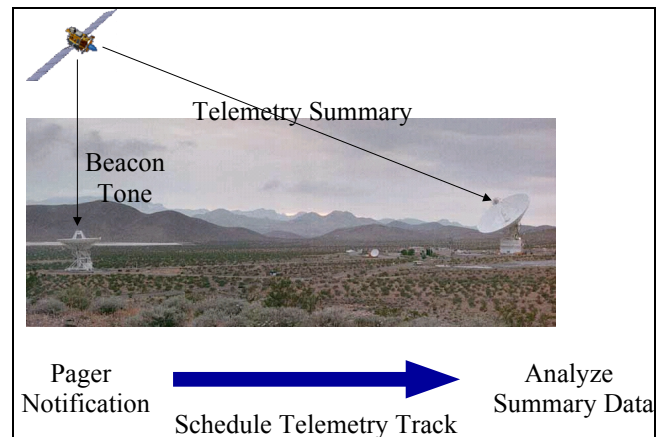 Telemetry Summary
Beacon
Tone
Pager
Notification
Schedule Telemetry Track
Analyze
Summary Data